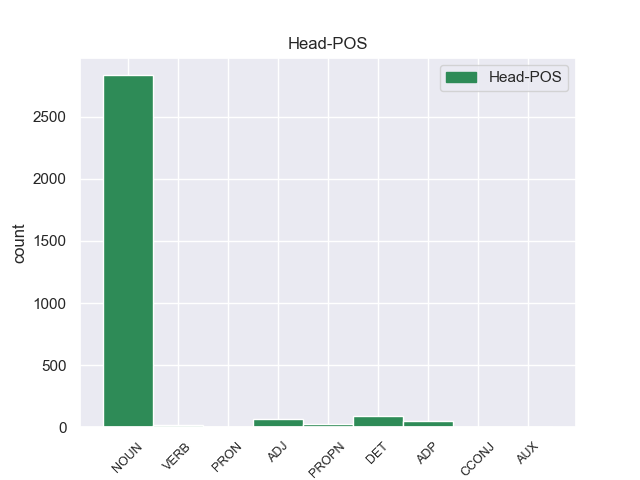 Head-POS
Head-POS
2500
2000
1500
1000
500
0
count
NOUN
VERB
PRON
ADJ
PROPN
DET
ADP
CCONJ
AUX